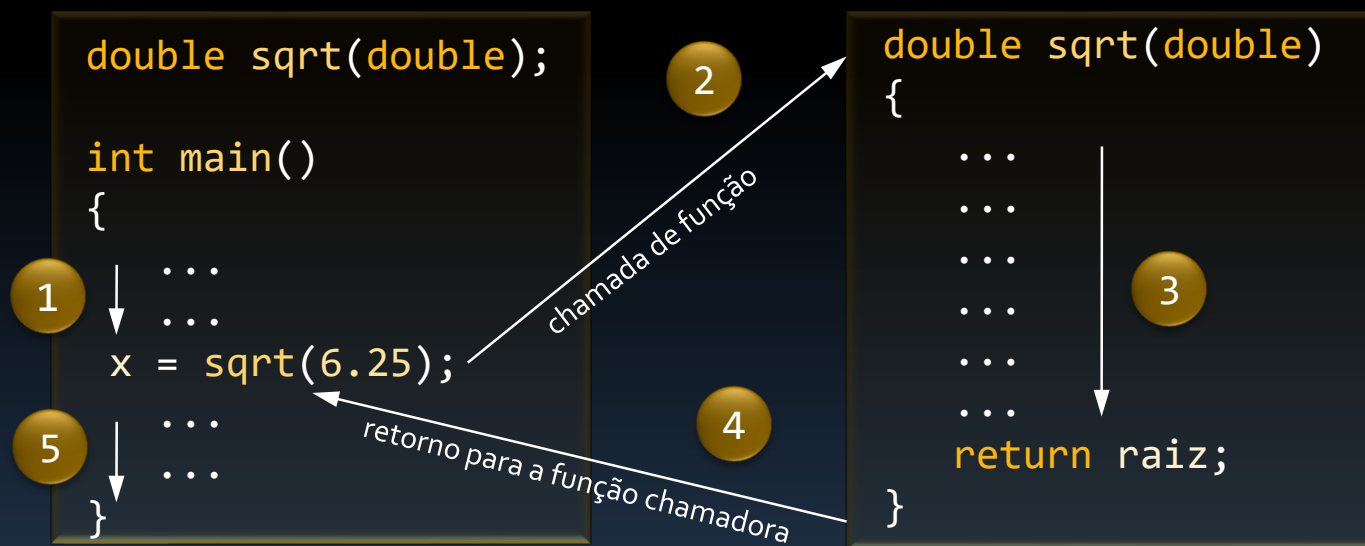 double sqrt(double);
int main()
{
...
1
...
x = sqrt(6.25);
...
5
...
}
2
chamada de função
4
retorno para a função chamadora
double sqrt(double)
{
...
...
...
...
...
...
3
return raiz;
}